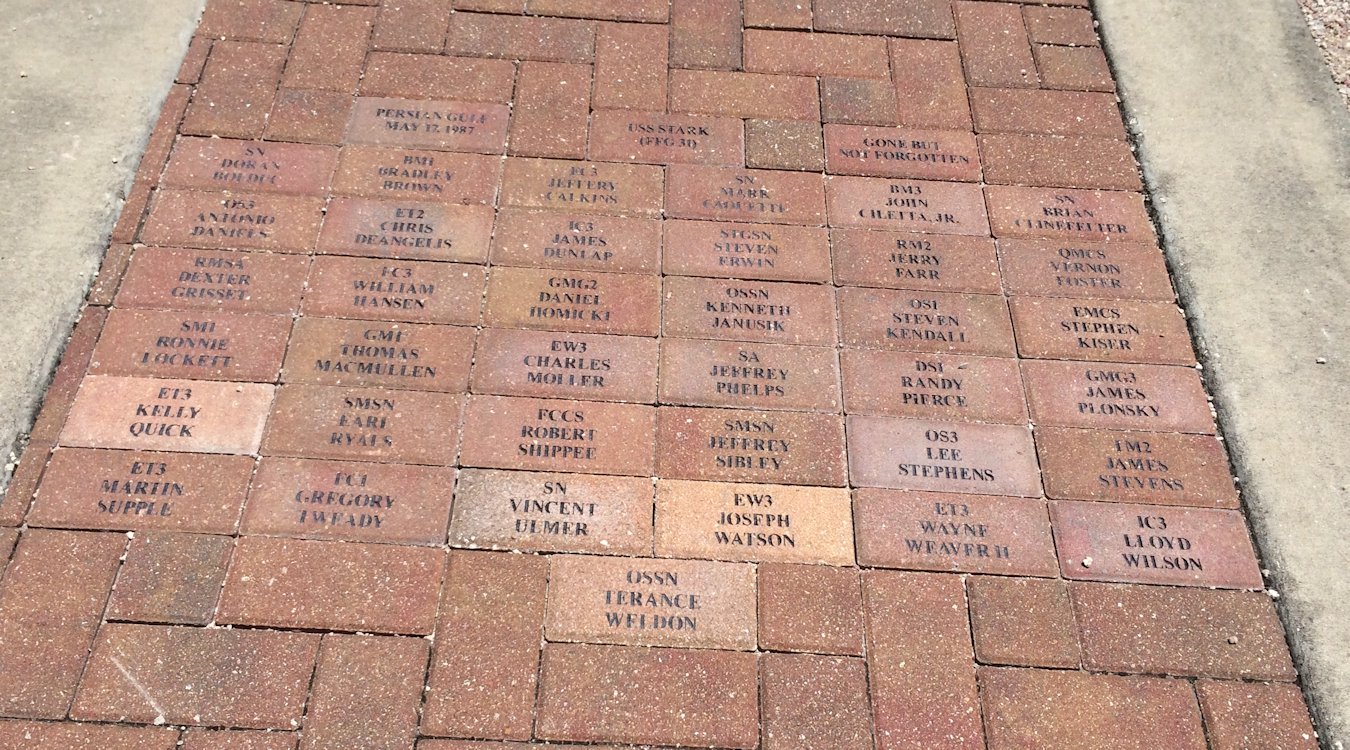 PERSIAN GULF
MAY 17, 1987
USS STARK
(FFG 31)
GONE BUT
NOT FORGOTTEN
SN
DORAN
BOLDUC
BM1
BRADLEY
BROWN
FC3
JEFFERY
CALKINS
SN
MARK
CAOUETTE
BM3
JOHN
CILETTA, JR.
SN
BRIAN
CLINEFELTER
OS3
ANTONIO
DANIELS
ET2
CHRIS
DEANGELIS
IC3
JAMES
DUNLAP
STGSN
STEVEN
ERWIN
RM2
JERRY
FARR
QMCS
VERNON
FOSTER
RMSA
DEXTER
GRISSET
FC3
WILLIAM
HANSEN
GMG2
DANIEL
HOMICKI
OSSN
KENNETH
JANUSIK
OS1
STEVEN
KENDALL
EMCS
STEPHEN
KISER
SM1
RONNIE
LOCKETT
GM1
THOMAS
MACMULLEN
EW3
CHARLES
MOLLER
SA
JEFFREY
PHELPS
DS1
RANDY
PIERCE
GMG3
JAMES
PLONSKY
ET3
KELLY
QUICK
SMSN
EARL
RYALS
FCCS
ROBERT
SHIPPEE
SMSN
JEFFREY
SIBLEY
OS3
LEE
STEPHENS
TM2
JAMES
STEVENS
ET3
MARTIN
SUPPLE
FC1
GREGORY
TWEADY
SN
VINCENT
ULMER
EW3
JOSEPH
WATSON
ET3
WAYNE
WEAVER II
IC3
LLOYD
WILSON
OSSN
TERANCE
WELDON